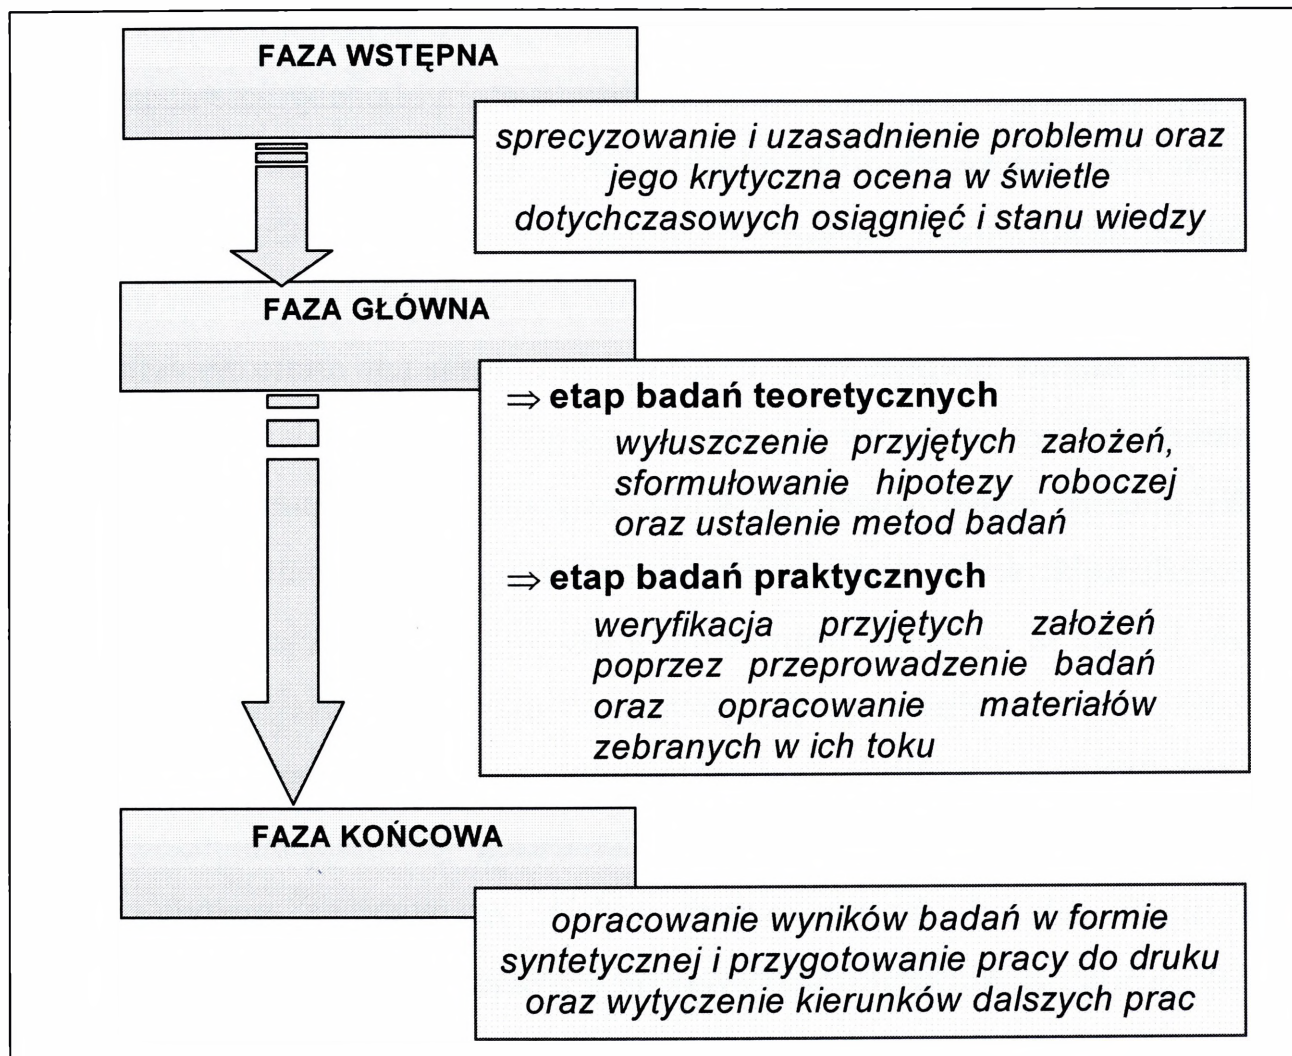 FAZA WSTĘPNA
sprecyzowanie i uzasadnienie problemu oraz
jego krytyczna ocena w świetle
dotychczasowych osiągnięć i stanu wiedzy
FAZA GŁÓWNA
⇒ etap badań teoretycznych
wyłuszczenie przyjętych założeń,
sformułowanie hipotezy roboczej
oraz ustalenie metod badań
⇒ etap badań praktycznych
weryfikacja przyjętych założeń
poprzez przeprowadzenie badań
oraz opracowanie materiałów
zebranych w ich toku
FAZA KOŃCOWA
opracowanie wyników badań w formie
syntetycznej i przygotowanie pracy do druku
oraz wytyczenie kierunków dalszych prac